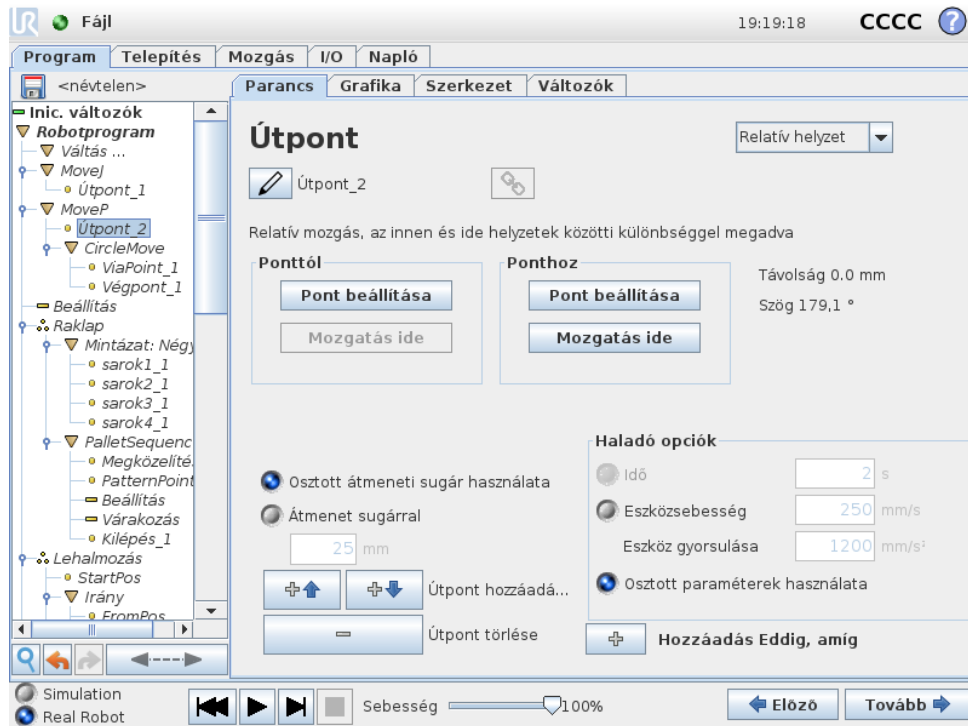 UR Fájl 19:19:18 CCCC ?
Program Telepítés Mozgás I/O Napló
<névtelen>
Parancs Grafika Szerkezet Változók
Inic. változók
Robotprogram
Váltás ...
MoveJ
Útpont_1
MoveP
Útpont_2
CircleMove
ViaPoint_1
Végpont_1
Beállítás
Raklap
Mintázat: Négy
sarok1_1
sarok2_1
sarok3_1
sarok4_1
PalletSequenc
Megközelíté
PatternPoint
Beállítás
Várakozás
Kilépés_1
Lehalmozás
StartPos
Irány
FromPos
Útpont
Relatív helyzet
Útpont_2
Relatív mozgás, az innen és ide helyzetek közötti különbséggel megadva
Ponttól
Pont beállítása
Mozgatás ide
Ponthoz
Pont beállítása
Mozgatás ide
Távolság 0.0 mm
Szög 179,1 °
Osztott átmeneti sugár használata
Átmenet sugárral
25 mm
Útpont hozzáadá...
Útpont törlése
Haladó opciók
Idő 2 s
Eszközsebesség 250 mm/s
Eszköz gyorsulása 1200 mm/s²
Osztott paraméterek használata
Hozzáadás Eddig, amíg
Simulation
Real Robot
Sebesség 100%
Előző Tovább